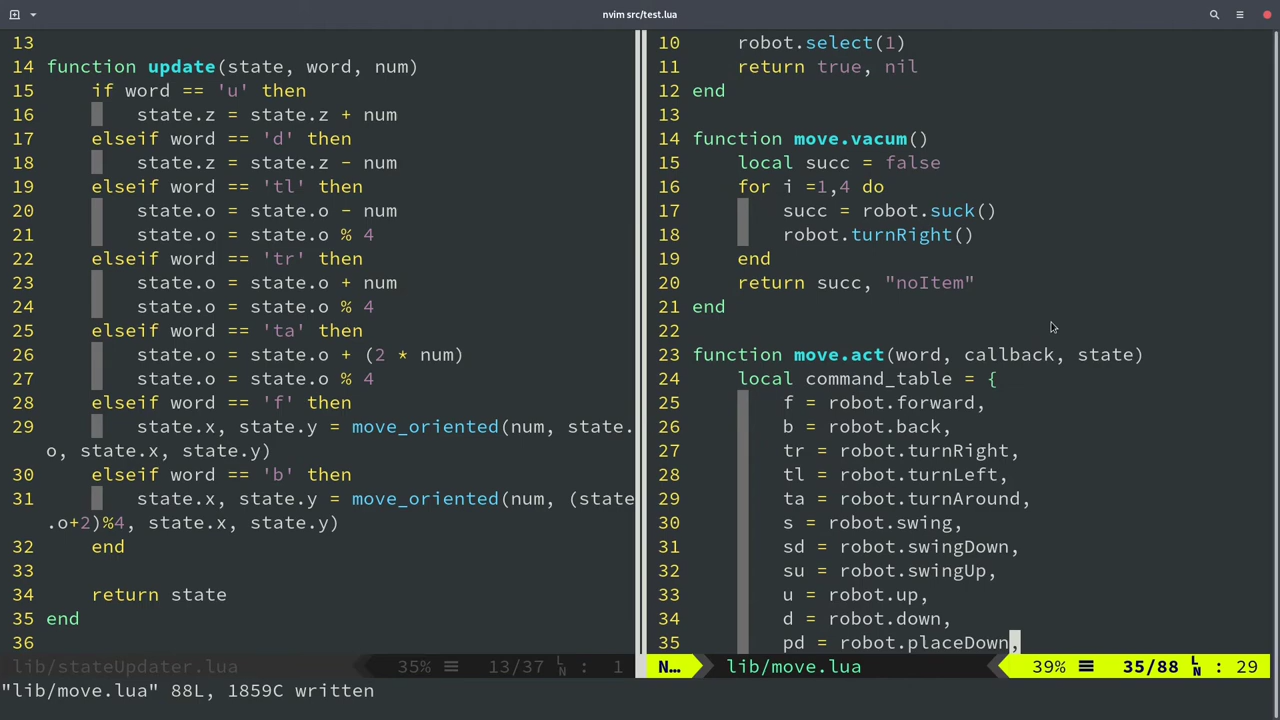 nvim src/test.lua
13
14 function update(state, word, num)
15     if word == 'u' then
16         state.z = state.z + num
17     elseif word == 'd' then
18         state.z = state.z - num
19     elseif word == 'tl' then
20         state.o = state.o - num
21         state.o = state.o % 4
22     elseif word == 'tr' then
23         state.o = state.o + num
24         state.o = state.o % 4
25     elseif word == 'ta' then
26         state.o = state.o + (2 * num)
27         state.o = state.o % 4
28     elseif word == 'f' then
29         state.x, state.y = move_oriented(num, state.
o, state.x, state.y)
30     elseif word == 'b' then
31         state.x, state.y = move_oriented(num, (state
.o+2)%4, state.x, state.y)
32     end
33
34     return state
35 end
36
lib/stateUpdater.lua 35% ☰ 13/37 LN : 1
10     robot.select(1)
11     return true, nil
12 end
13
14 function move.vacum()
15     local succ = false
16     for i =1,4 do
17         succ = robot.suck()
18         robot.turnRight()
19     end
20     return succ, "noItem"
21 end
22
23 function move.act(word, callback, state)
24     local command_table = {
25         f = robot.forward,
26         b = robot.back,
27         tr = robot.turnRight,
28         tl = robot.turnLeft,
29         ta = robot.turnAround,
30         s = robot.swing,
31         sd = robot.swingDown,
32         su = robot.swingUp,
33         u = robot.up,
34         d = robot.down,
35         pd = robot.placeDown,
N… lib/move.lua 39% ☰ 35/88 LN : 29
"lib/move.lua" 88L, 1859C written